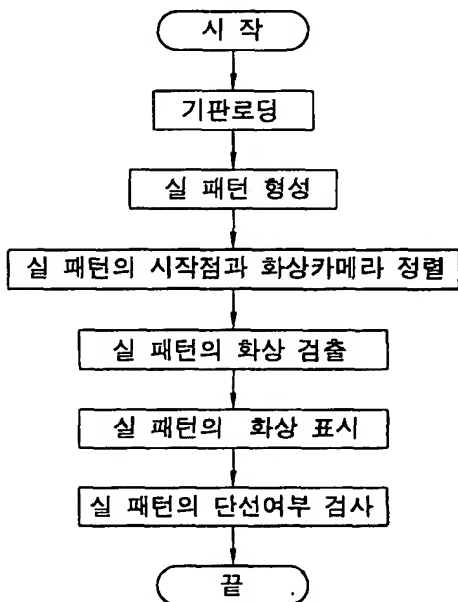 시 작
기판로딩
실 패턴 형성
실 패턴의 시작점과 화상카메라 정렬
실 패턴의 화상 검출
실 패턴의 화상 표시
실 패턴의 단선여부 검사
끝